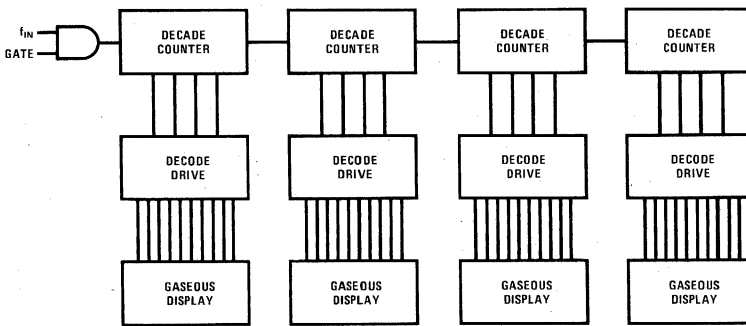 fIN
GATE
DECADE
COUNTER
DECADE
COUNTER
DECADE
COUNTER
DECADE
COUNTER
DECODE
DRIVE
DECODE
DRIVE
DECODE
DRIVE
DECODE
DRIVE
GASEOUS
DISPLAY
GASEOUS
DISPLAY
GASEOUS
DISPLAY
GASEOUS
DISPLAY